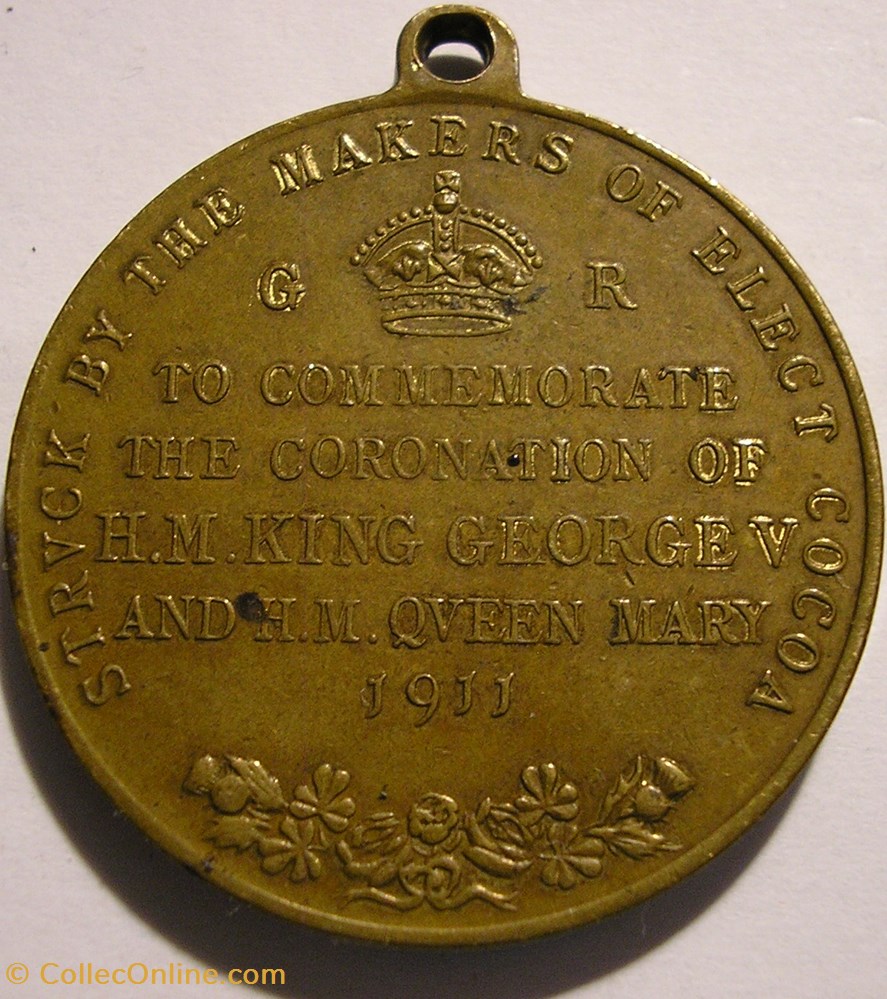 STRVCK BY THE MAKERS OF ELECT COCOA
G R
TO COMMEMORATE
THE CORONATION OF
H.M.KING GEORGE V
AND H.M. QVEEN MARY
1911
© CollecOnline.com